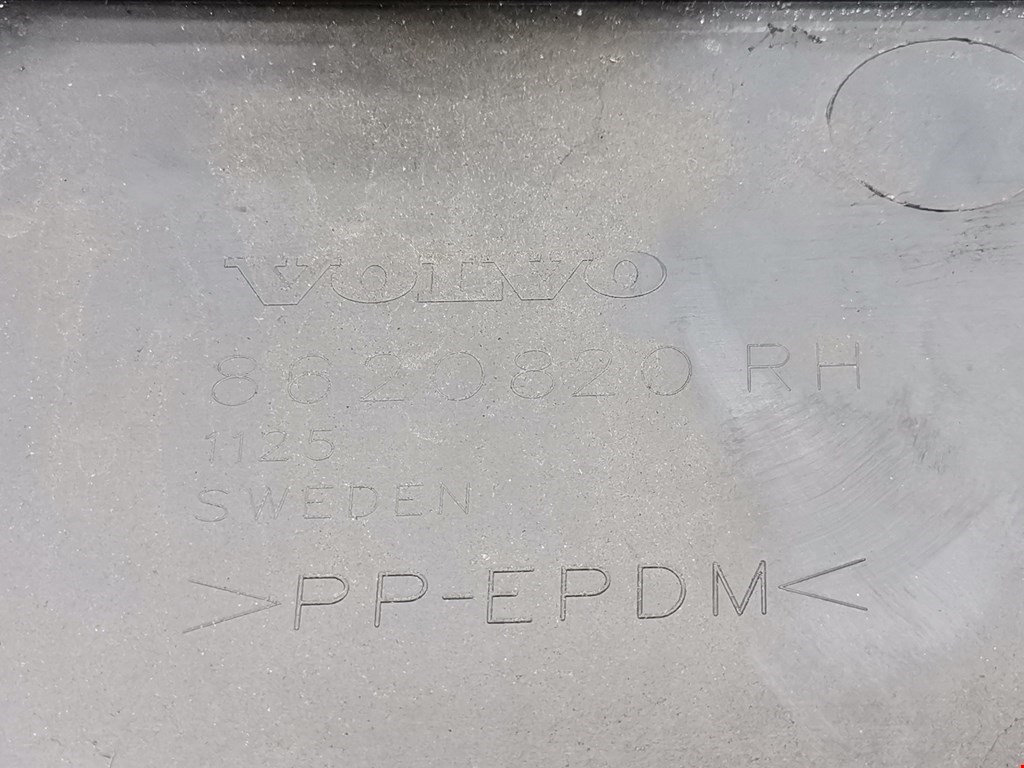 VOLVO
8620820 RH
1125
SWEDEN
>PP-EPDM<